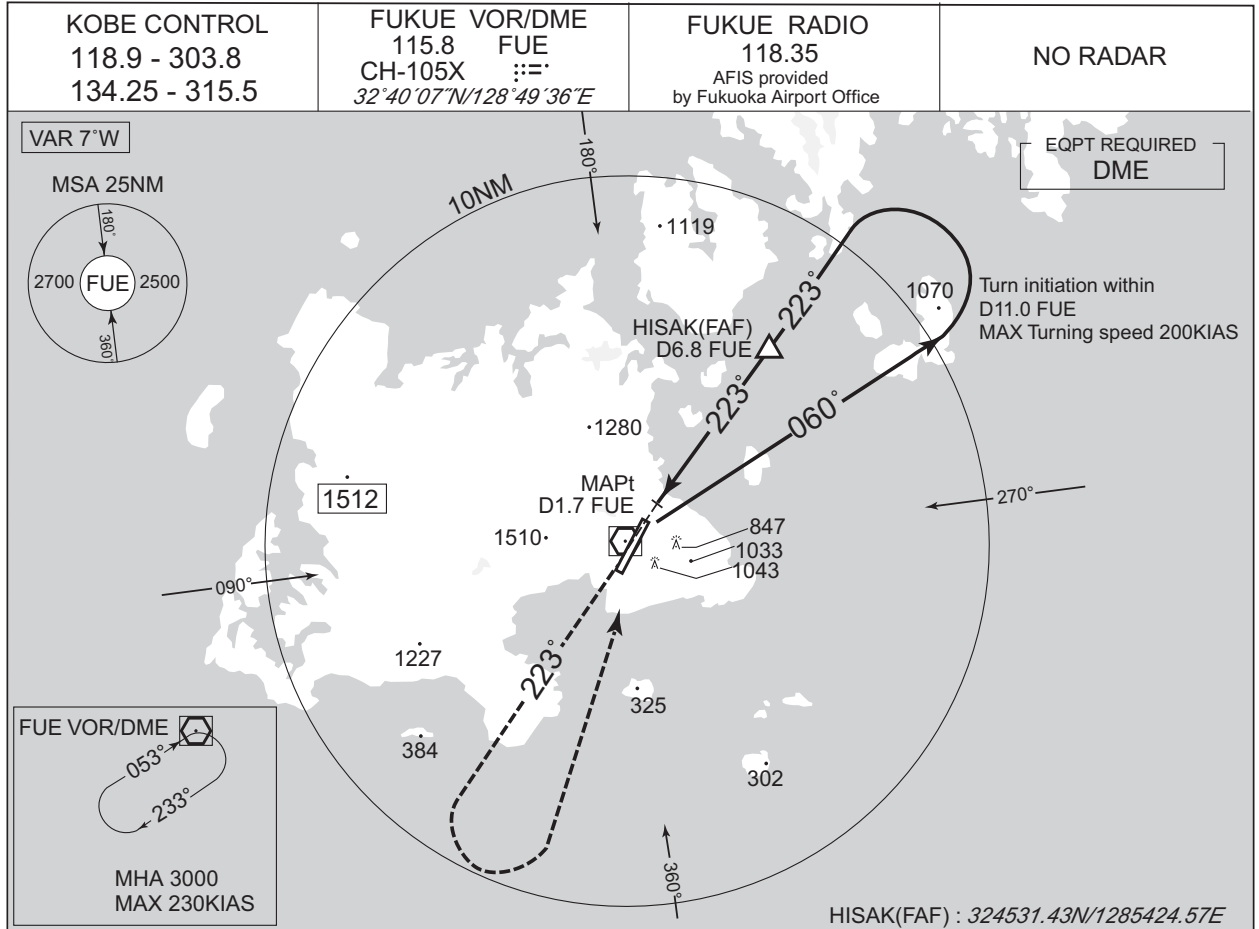 KOBE CONTROL
118.9 - 303.8
134.25 - 315.5
FUKUE VOR/DME
115.8 FUE
CH-105X
32°40´07˝N/128°49´36˝E
FUKUE RADIO
118.35
AFIS provided
by Fukuoka Airport Office
NO RADAR
VAR 7°W
MSA 25NM
180°
2700 FUE 2500
360°
EQPT REQUIRED
DME
180°
10NM
1119
1070
Turn initiation within
D11.0 FUE
MAX Turning speed 200KIAS
223°
HISAK(FAF)
D6.8 FUE
223°
060°
1280
MAPt
D1.7 FUE
1512
270°
1510
847
1033
1043
090°
1227
223°
325
384
302
360°
FUE VOR/DME
053°
233°
MHA 3000
MAX 230KIAS
HISAK(FAF) : 324531.43N/1285424.57E